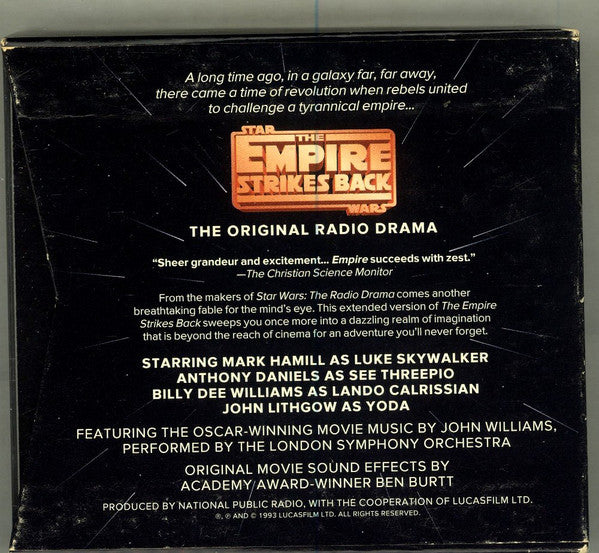 A long time ago, in a galaxy far, far away,
there came a time of revolution when rebels united
to challenge a tyrannical empire...
STAR
THE
EMPIRE
STRIKES BACK
WARS
THE ORIGINAL RADIO DRAMA
“Sheer grandeur and excitement... Empire succeeds with zest.”
—The Christian Science Monitor
From the makers of Star Wars: The Radio Drama comes another
breathtaking fable for the mind's eye. This extended version of The Empire
Strikes Back sweeps you once more into a dazzling realm of imagination
that is beyond the reach of cinema for an adventure you'll never forget.
STARRING MARK HAMILL AS LUKE SKYWALKER
ANTHONY DANIELS AS SEE THREEPIO
BILLY DEE WILLIAMS AS LANDO CALRISSIAN
JOHN LITHGOW AS YODA
FEATURING THE OSCAR-WINNING MOVIE MUSIC BY JOHN WILLIAMS,
PERFORMED BY THE LONDON SYMPHONY ORCHESTRA
ORIGINAL MOVIE SOUND EFFECTS BY
ACADEMY AWARD-WINNER BEN BURTT
PRODUCED BY NATIONAL PUBLIC RADIO, WITH THE COOPERATION OF LUCASFILM LTD.
®, ℗ AND © 1993 LUCASFILM LTD. ALL RIGHTS RESERVED.